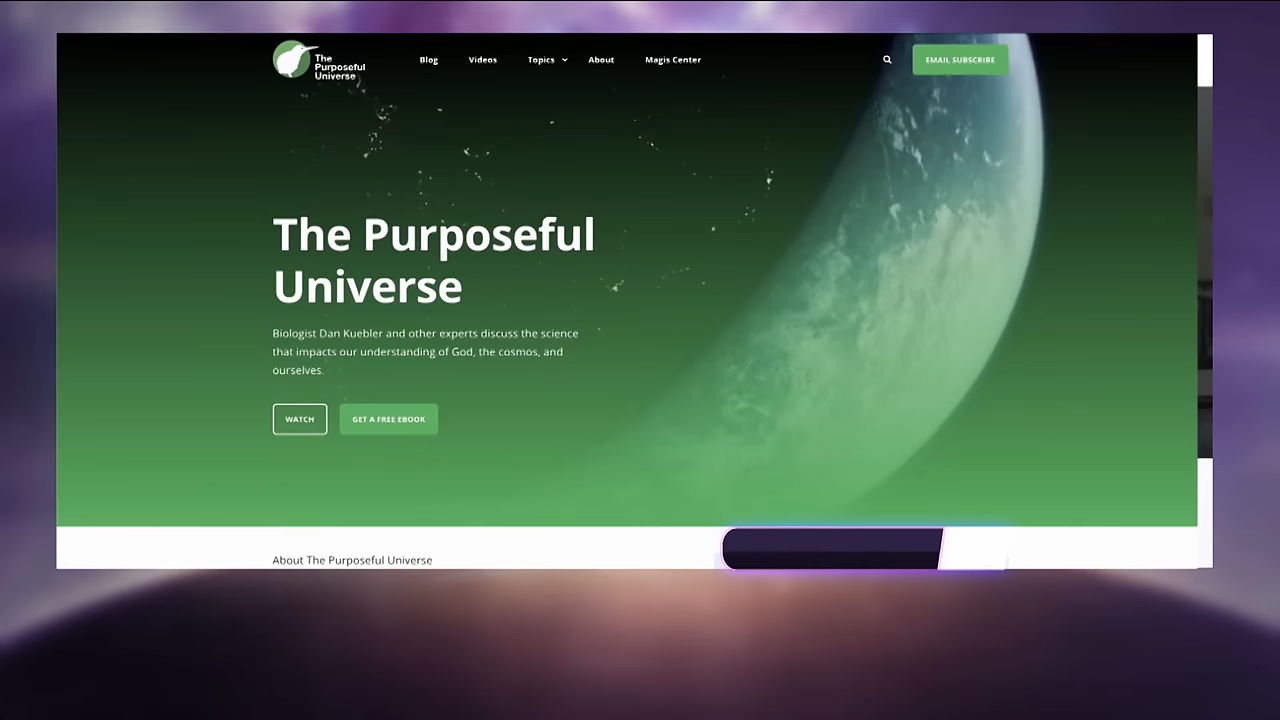 The
Purposeful
Universe
Blog Videos Topics About Magis Center EMAIL SUBSCRIBE
The Purposeful
Universe
Biologist Dan Kuebler and other experts discuss the science
that impacts our understanding of God, the cosmos, and
ourselves.
WATCH GET A FREE EBOOK
About The Purposeful Universe